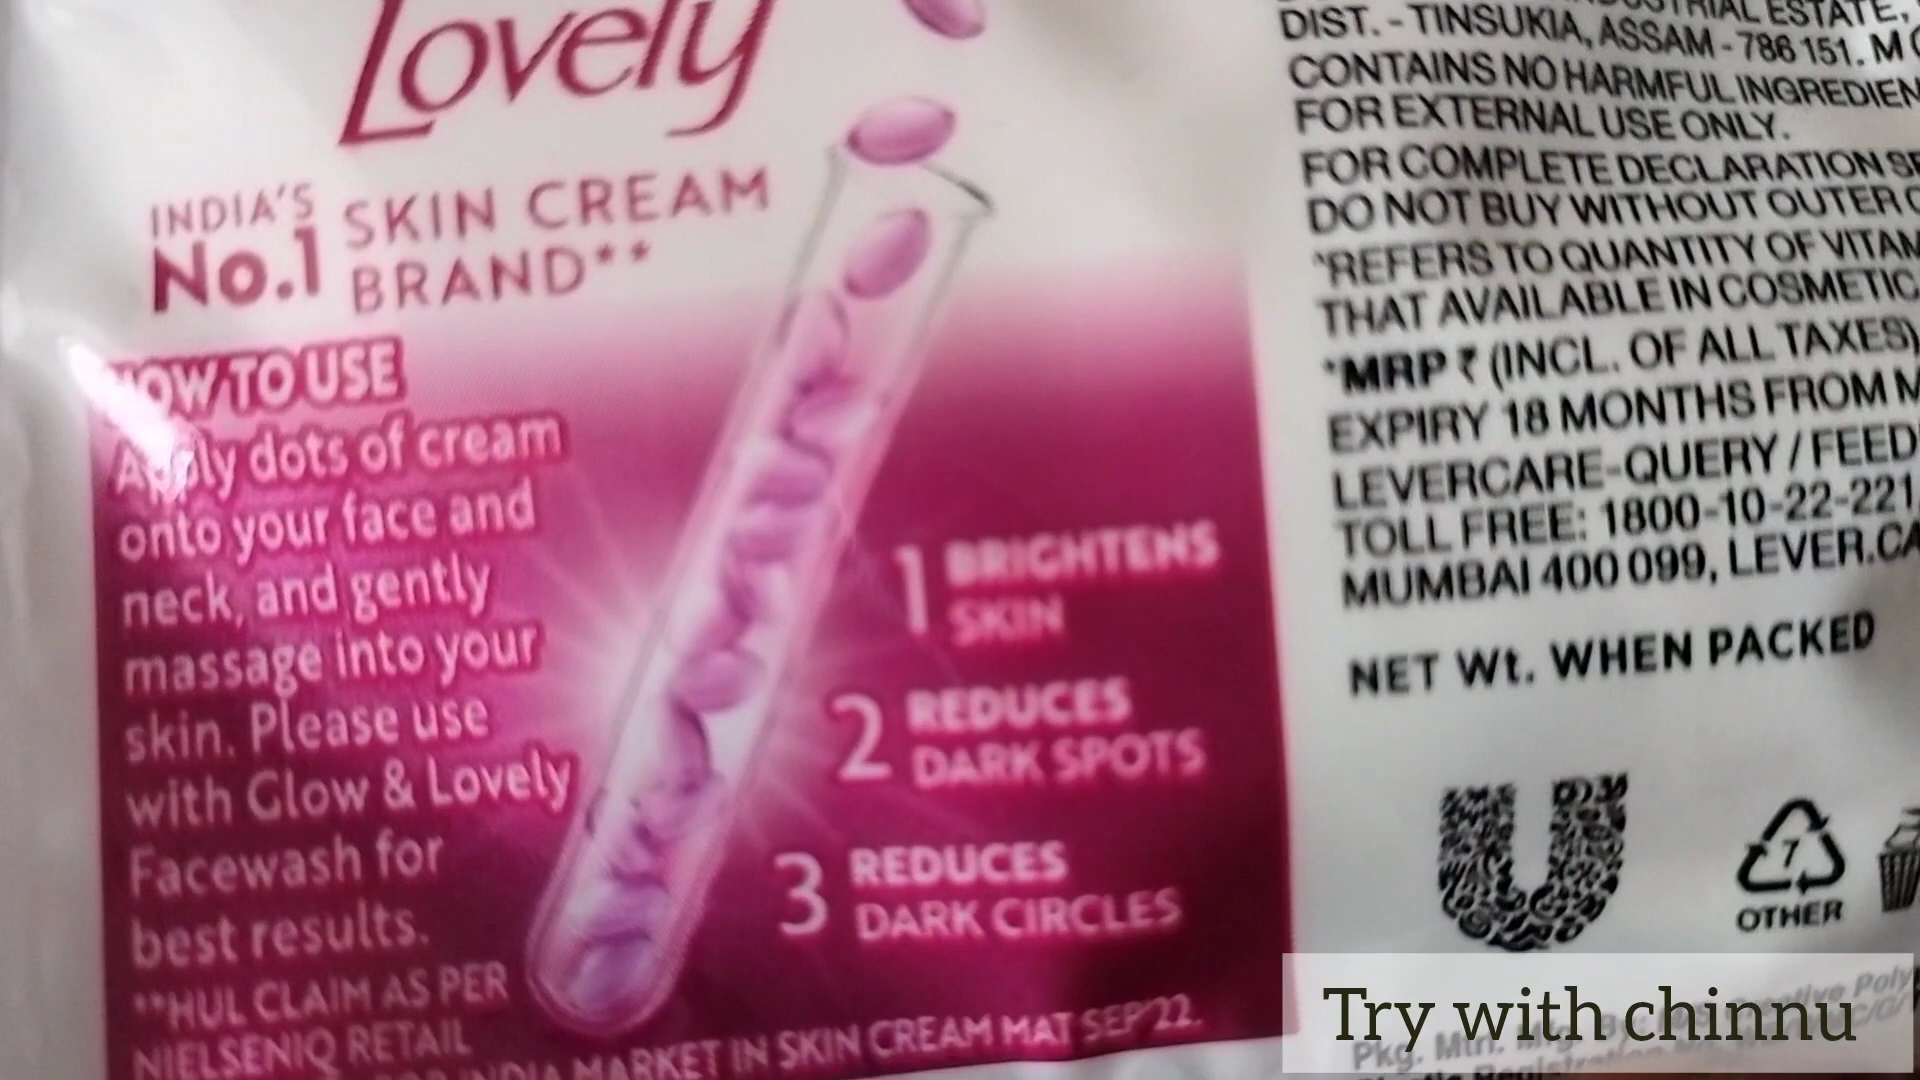 Lovely
INDIA'S
No.1
SKIN CREAM
BRAND**
HOW TO USE
Apply dots of cream
onto your face and
neck, and gently
massage into your
skin. Please use
with Glow & Lovely
Facewash for
best results.
**HUL CLAIM AS PER
NIELSENIQ RETAIL
INDIA MARKET IN SKIN CREAM MAT SEP'22.
1 BRIGHTENS
SKIN
2 REDUCES
DARK SPOTS
3 REDUCES
DARK CIRCLES
ESTATE,
DIST. - TINSUKIA, ASSAM - 786 151.
CONTAINS NO HARMFUL
FOR EXTERNAL USE ONLY.
FOR COMPLETE DECLARATION
DO NOT BUY WITHOUT OUTER
*REFERS TO QUANTITY OF
THAT AVAILABLE IN COSMETIC
*MRP ₹ (INCL. OF ALL TAXES)
EXPIRY 18 MONTHS FROM
LEVERCARE-QUERY /
TOLL FREE: 1800-10-22-221,
MUMBAI 400 099,
NET Wt. WHEN PACKED
7
OTHER
Pkg.
Try with chinnu